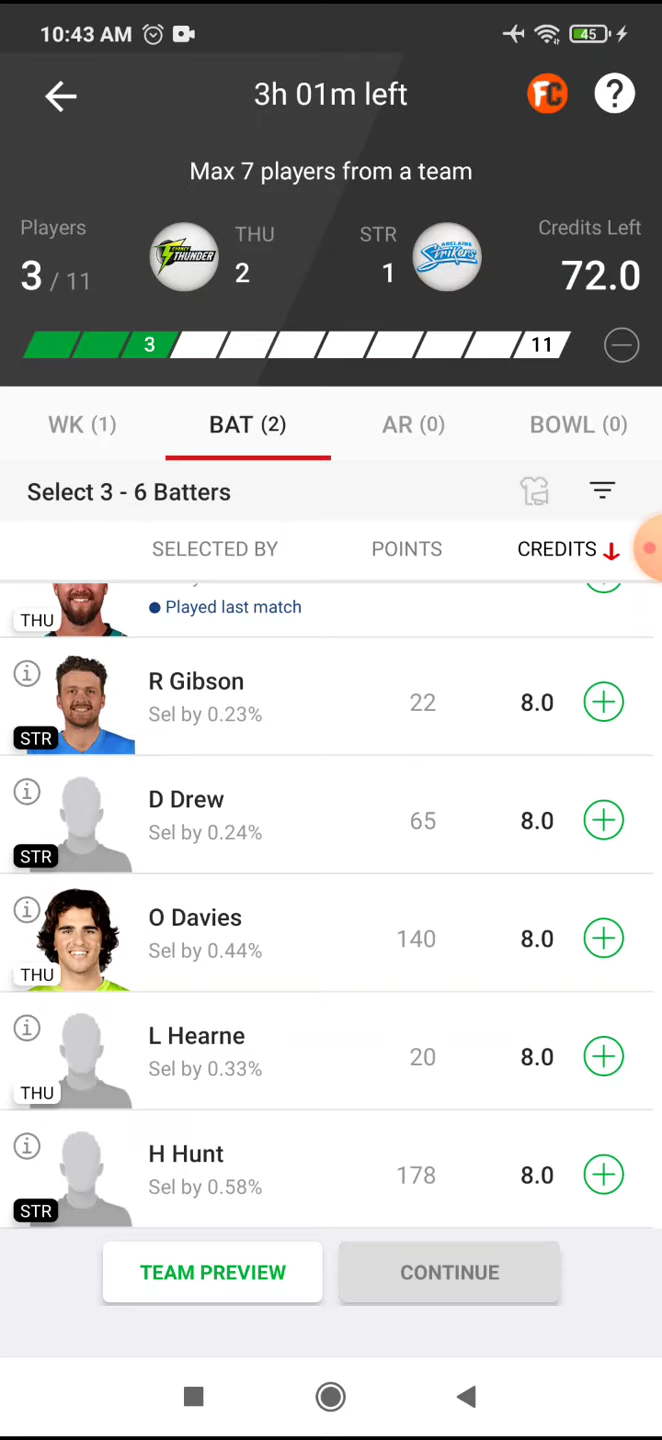 10:43 AM 45
3h 01m left FC ?
Max 7 players from a team
Players THU STR Credits Left
3 / 11 THUNDER 2 1 ADELAIDE Strikers 72.0
3 11
WK (1) BAT (2) AR (0) BOWL (0)
Select 3 - 6 Batters
SELECTED BY POINTS CREDITS
THU Played last match
R Gibson
Sel by 0.23% 22 8.0
STR
D Drew
Sel by 0.24% 65 8.0
STR
O Davies
Sel by 0.44% 140 8.0
THU
L Hearne
Sel by 0.33% 20 8.0
THU
H Hunt
Sel by 0.58% 178 8.0
STR
TEAM PREVIEW CONTINUE